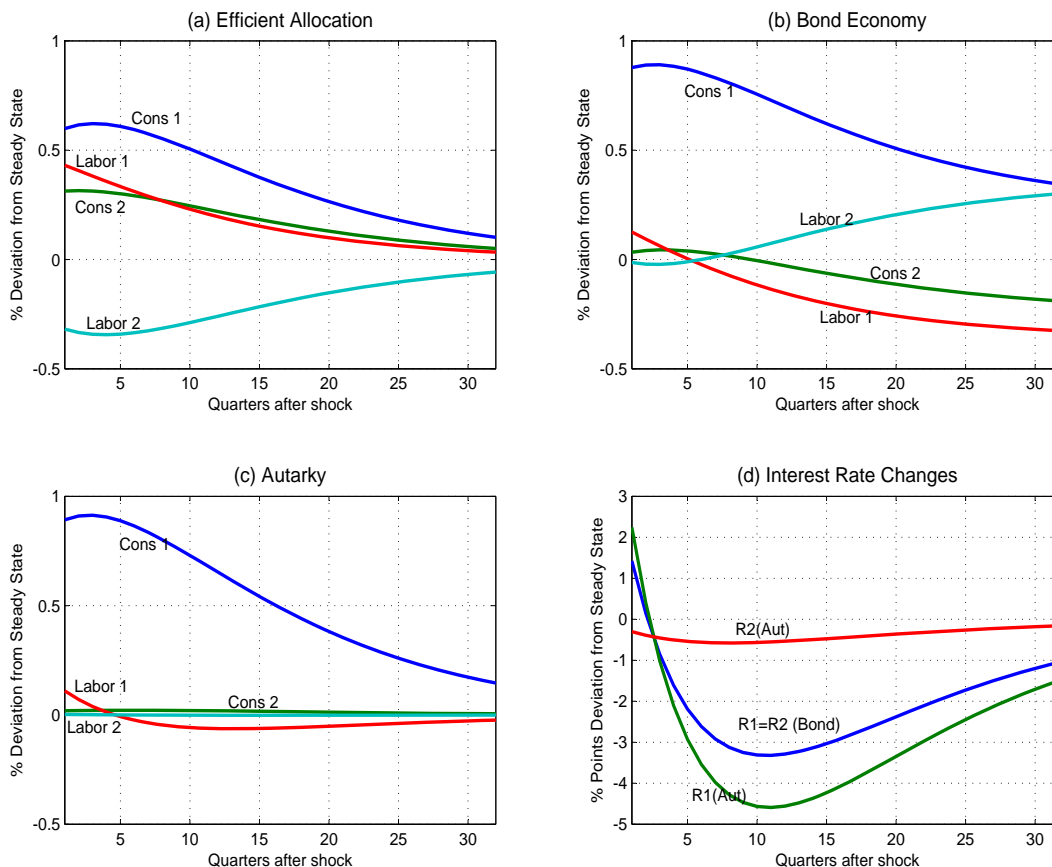 (a) Efficient Allocation
% Deviation from Steady State
1
0.5
0
-0.5
Cons 1
Labor 1
Cons 2
Labor 2
5 10 15 20 25 30
Quarters after shock
(b) Bond Economy
% Deviation from Steady State
1
0.5
0
-0.5
Cons 1
Labor 2
Cons 2
Labor 1
5 10 15 20 25 30
Quarters after shock
(c) Autarky
% Deviation from Steady State
1
0.5
0
-0.5
Cons 1
Labor 1
Cons 2
Labor 2
5 10 15 20 25 30
Quarters after shock
(d) Interest Rate Changes
% Points Deviation from Steady State
3
2
1
0
-1
-2
-3
-4
-5
R2(Aut)
R1=R2 (Bond)
R1(Aut)
5 10 15 20 25 30
Quarters after shock